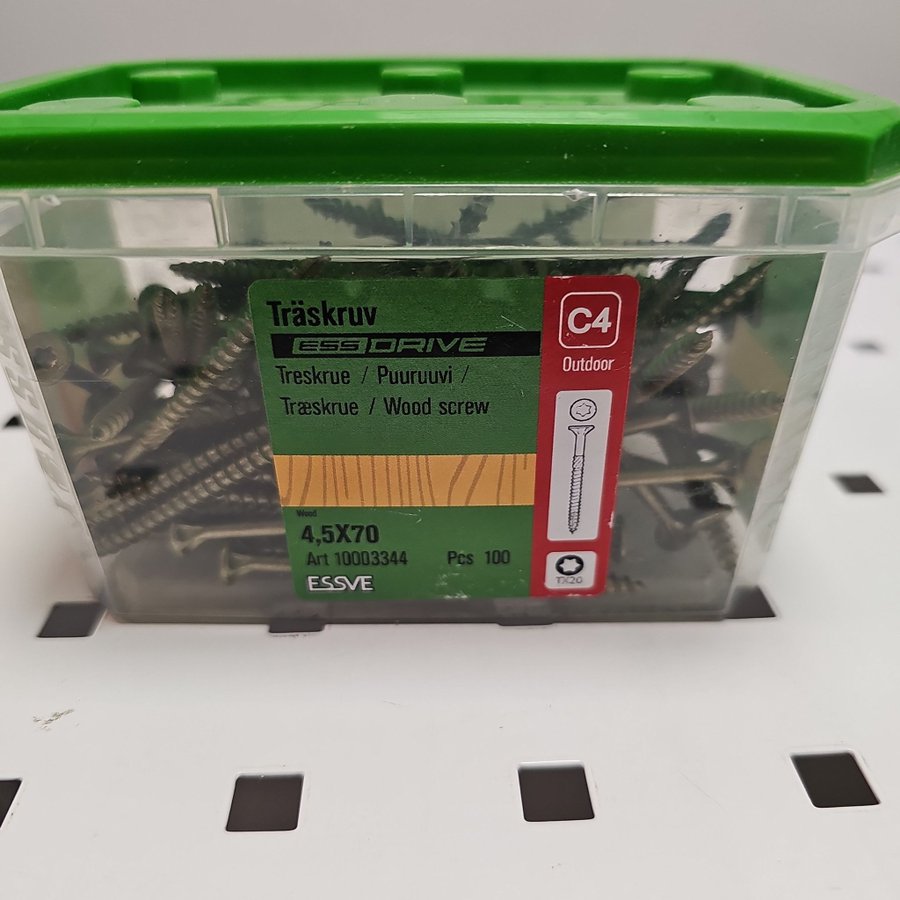 Träskruv
ESSDRIVE
Treskrue / Puuruuvi /
Træskrue / Wood screw
Wood
4,5X70
Art 10003344 Pcs 100
ESSVE
C4
Outdoor
TX20